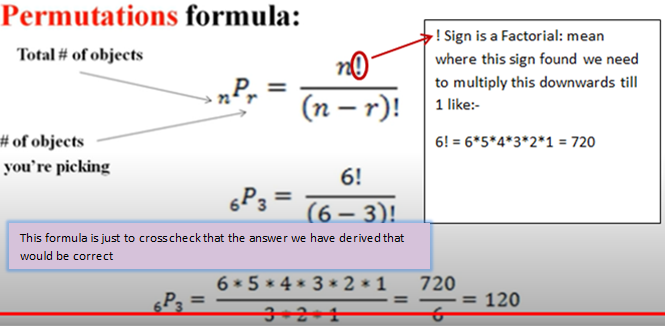 Permutations formula:
Total # of objects
nPr = n! / (n − r)!
# of objects
you're picking
! Sign is a Factorial: mean
where this sign found we need
to multiply this downwards till
1 like:-
6! = 6*5*4*3*2*1 = 720
6P3 = 6! / (6 − 3)!
This formula is just to crosscheck that the answer we have derived that
would be correct
6P3 = 6 * 5 * 4 * 3 * 2 * 1 / 3 * 2 * 1 = 720 / 6 = 120